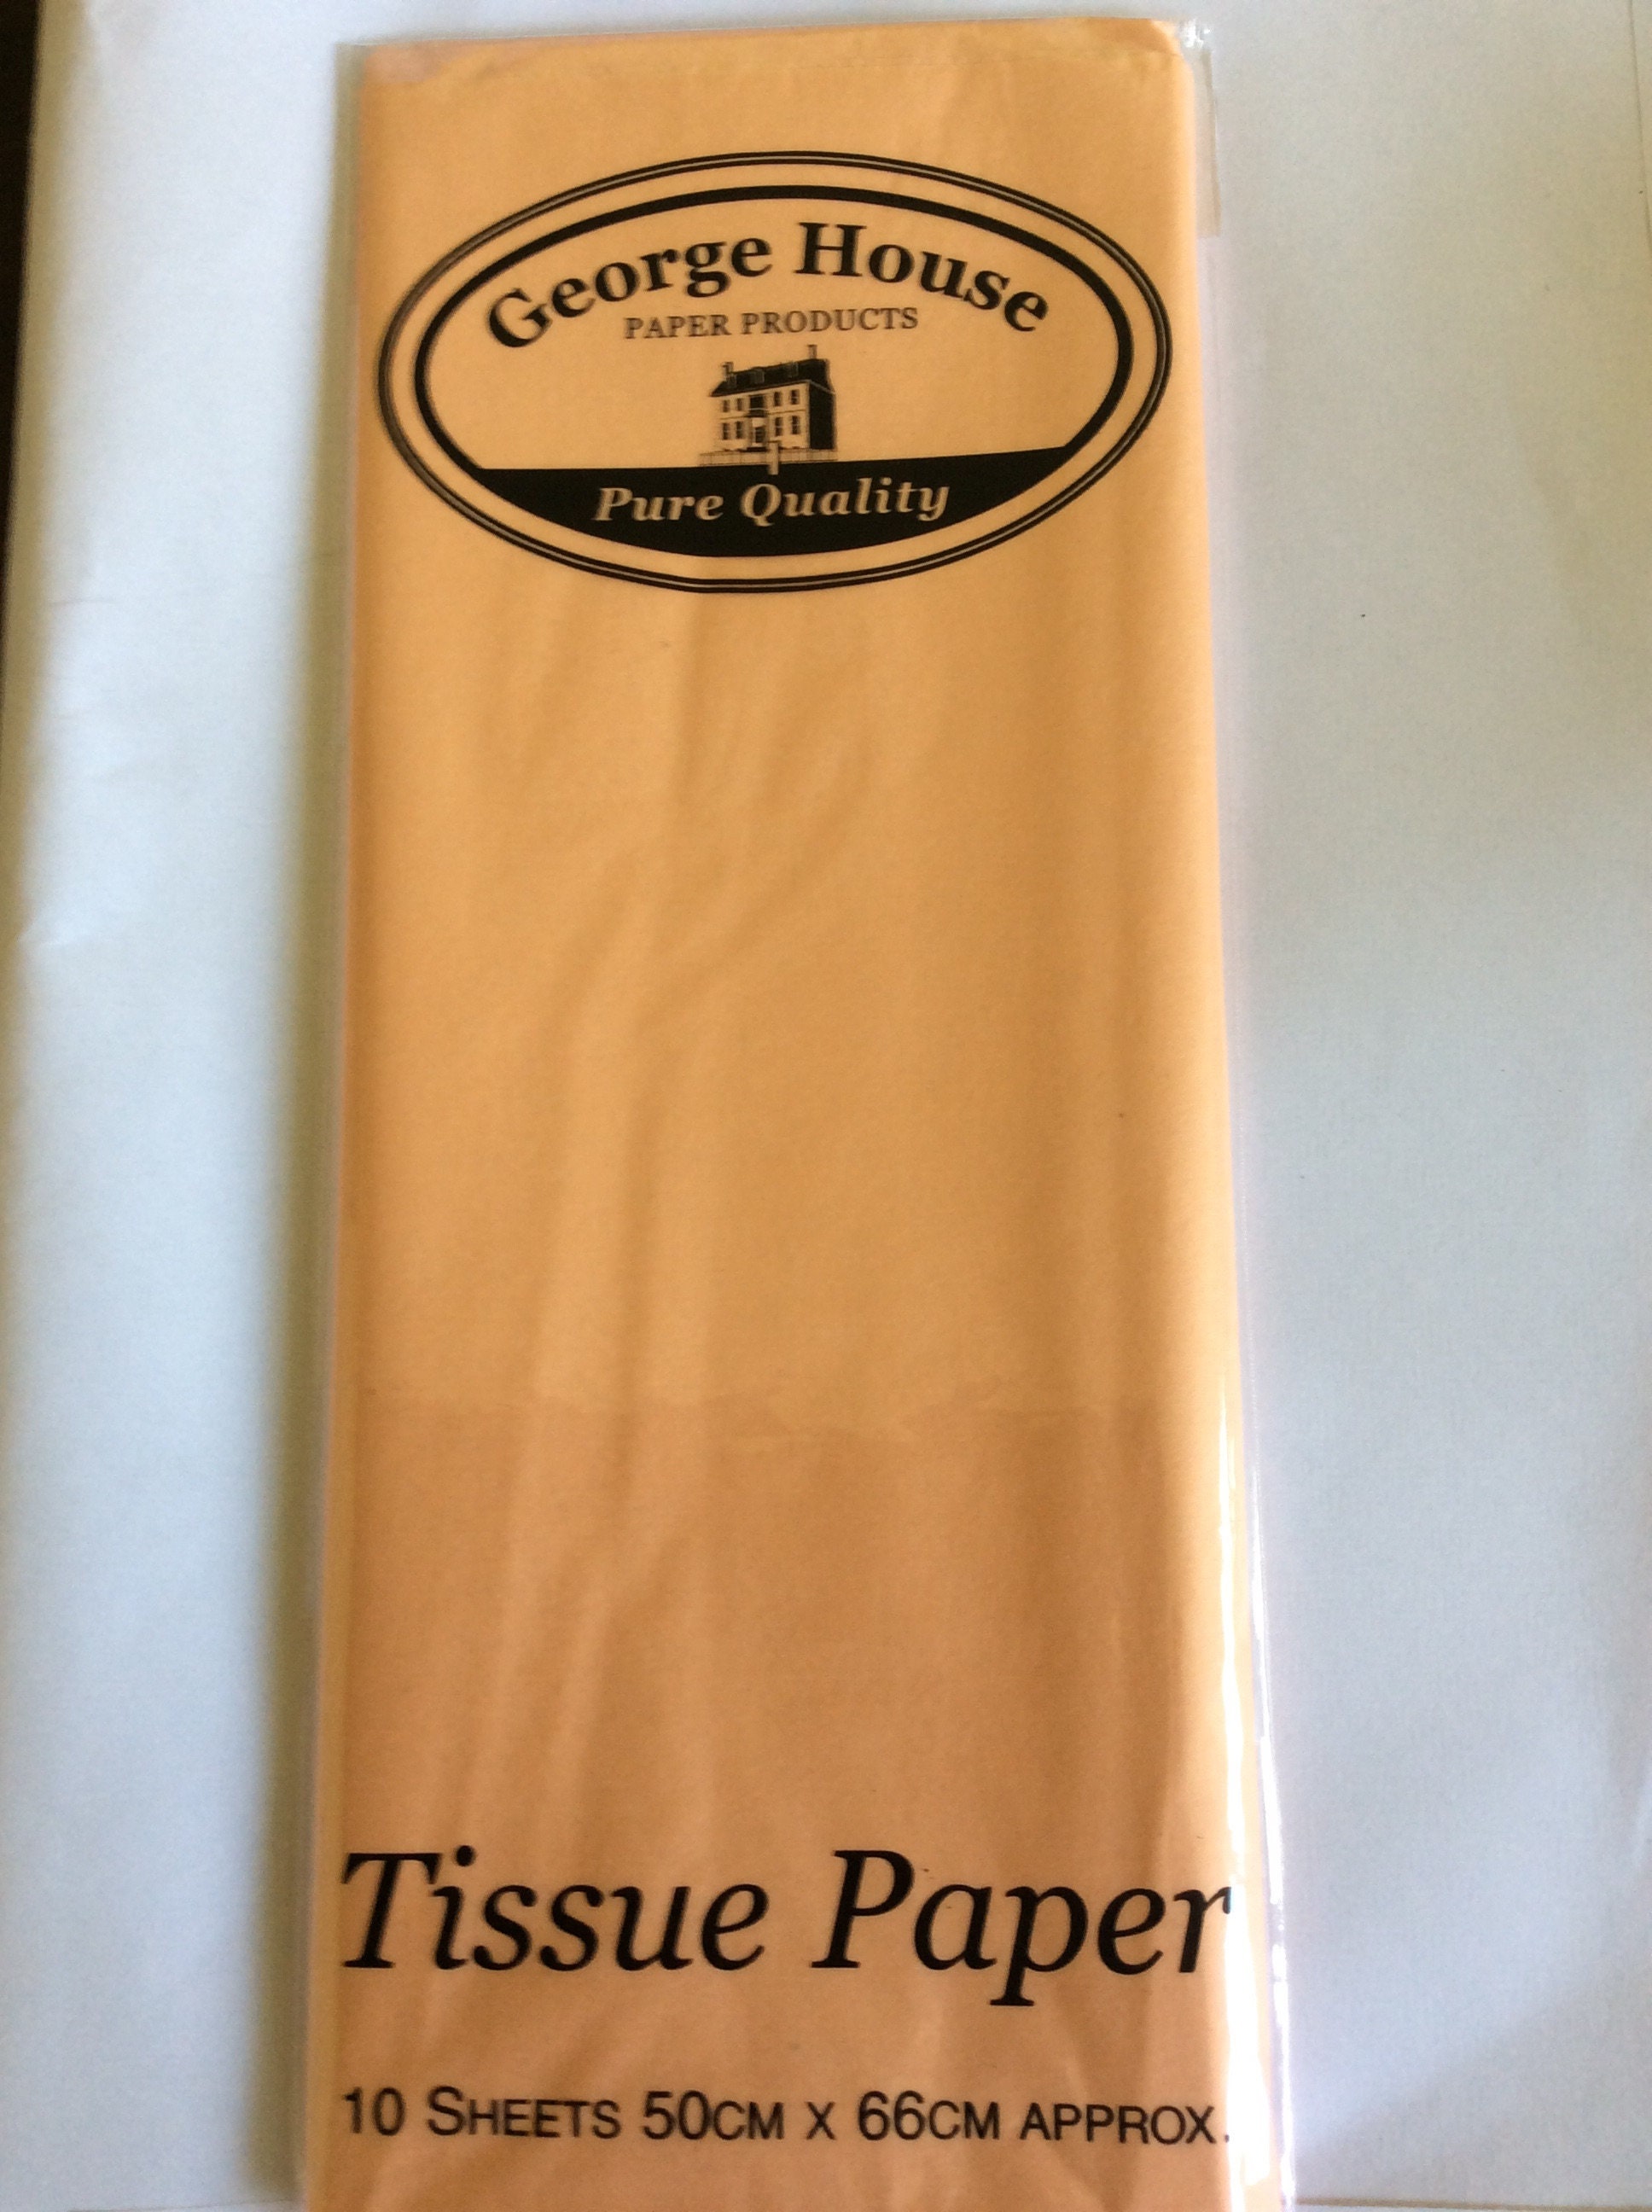 George House
PAPER PRODUCTS
Pure Quality
Tissue Paper
10 SHEETS 50CM X 66CM APPROX.